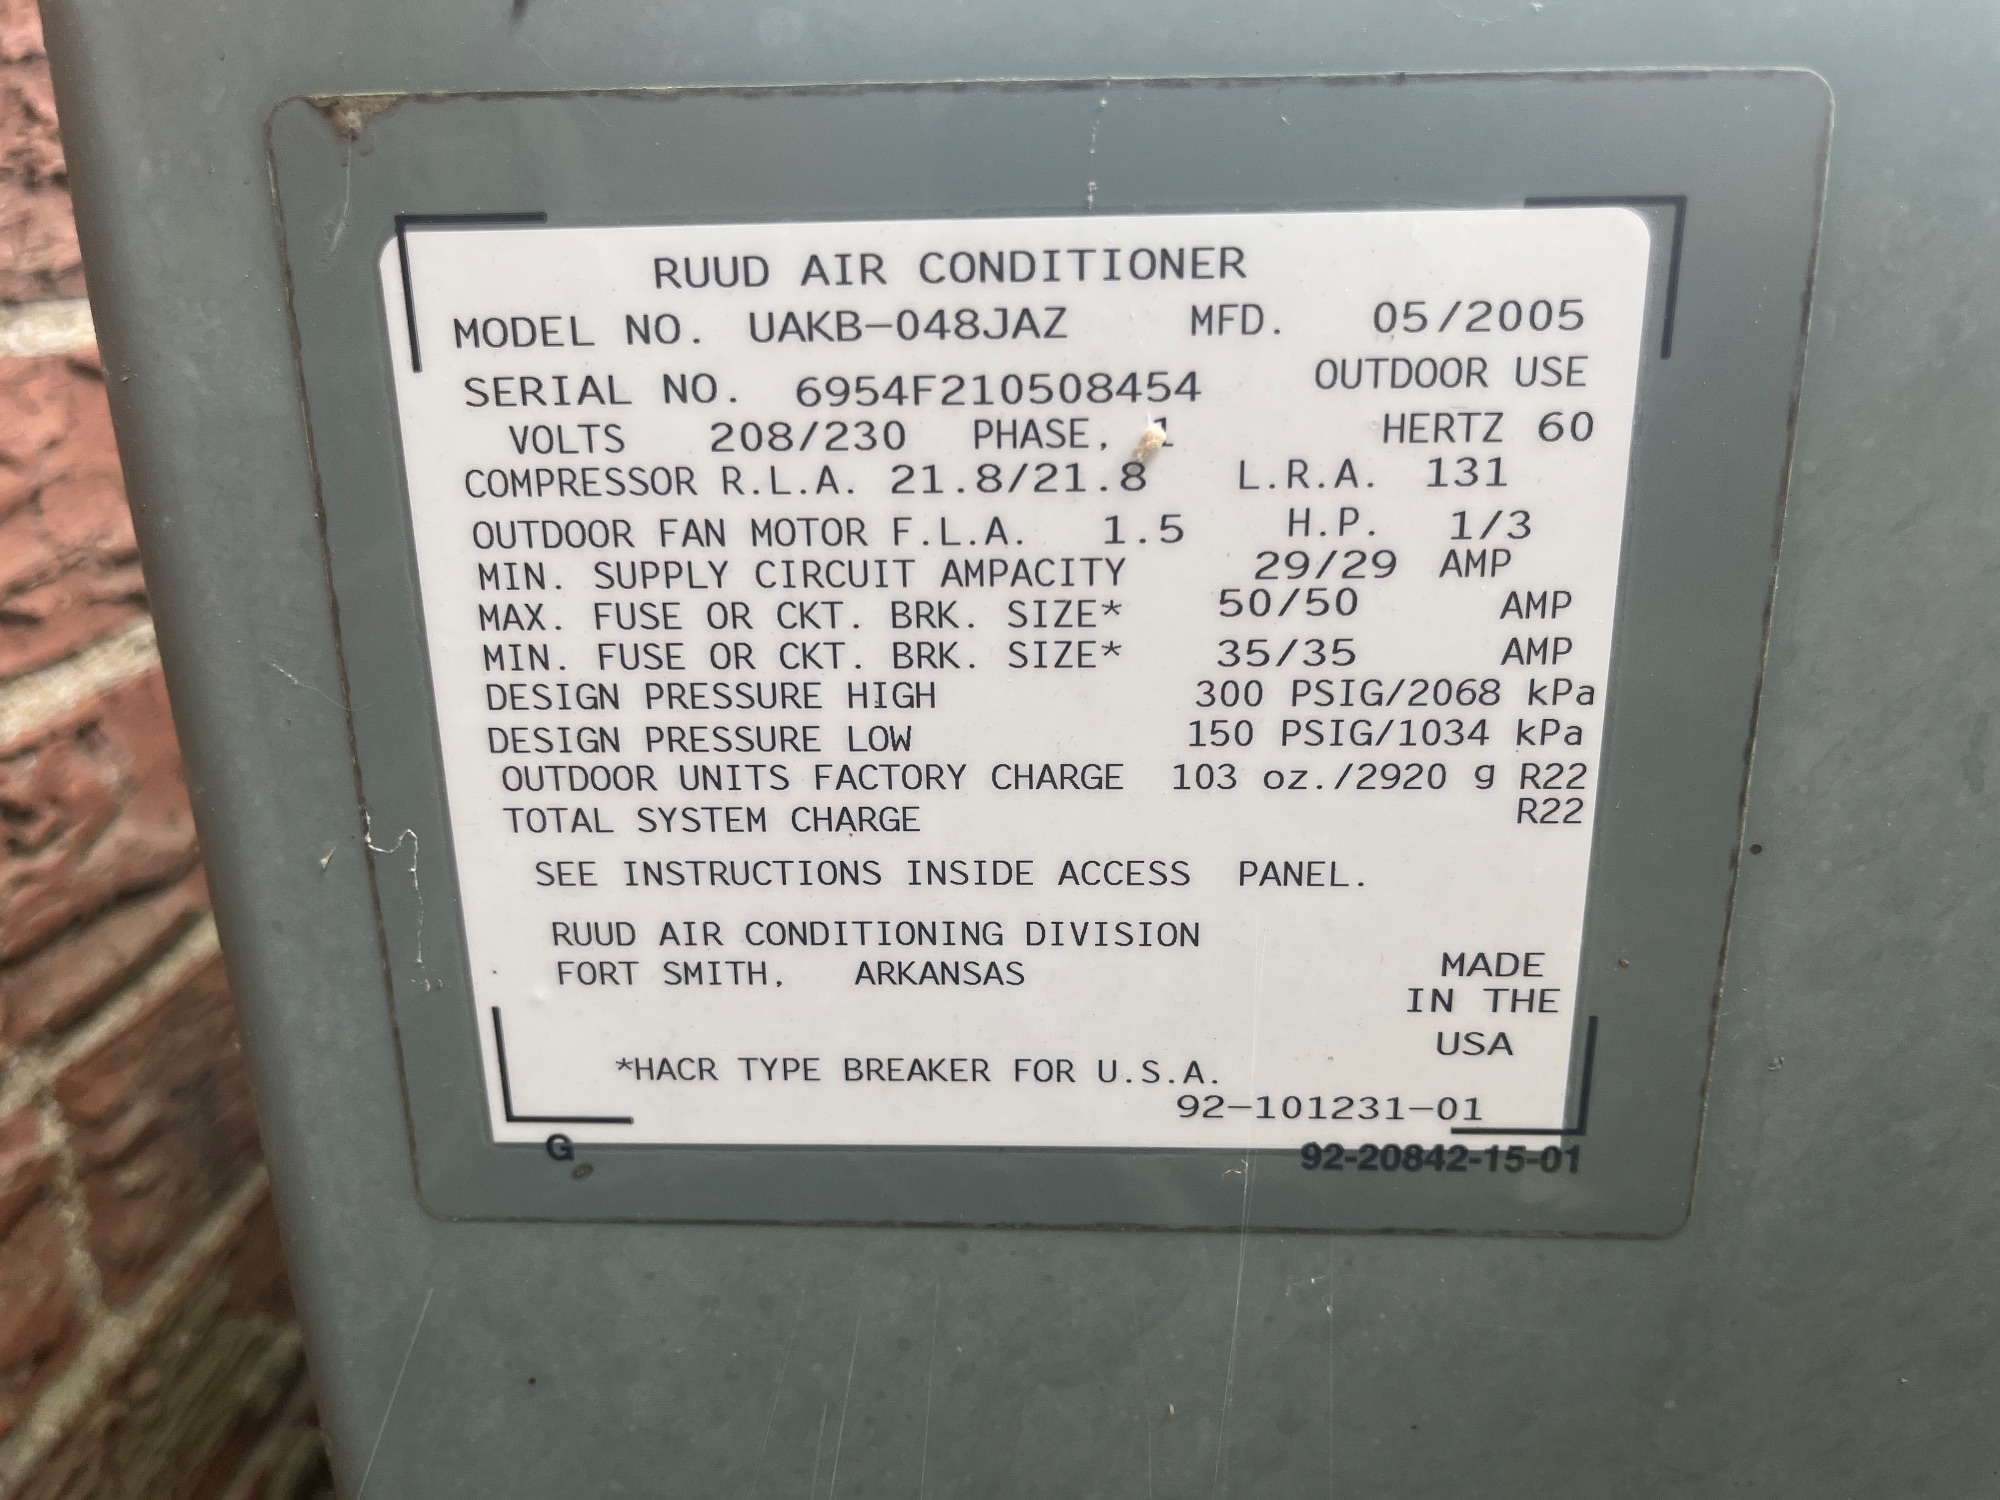 RUUD AIR CONDITIONER
MODEL NO. UAKB-048JAZ MFD. 05/2005
SERIAL NO. 6954F210508454 OUTDOOR USE
VOLTS 208/230 PHASE, 1 HERTZ 60
COMPRESSOR R.L.A. 21.8/21.8 L.R.A. 131
OUTDOOR FAN MOTOR F.L.A. 1.5 H.P. 1/3
MIN. SUPPLY CIRCUIT AMPACITY 29/29 AMP
MAX. FUSE OR CKT. BRK. SIZE* 50/50 AMP
MIN. FUSE OR CKT. BRK. SIZE* 35/35 AMP
DESIGN PRESSURE HIGH 300 PSIG/2068 kPa
DESIGN PRESSURE LOW 150 PSIG/1034 kPa
OUTDOOR UNITS FACTORY CHARGE 103 oz./2920 g R22
TOTAL SYSTEM CHARGE R22
SEE INSTRUCTIONS INSIDE ACCESS PANEL.
RUUD AIR CONDITIONING DIVISION
FORT SMITH, ARKANSAS
MADE
IN THE
USA
*HACR TYPE BREAKER FOR U.S.A.
92-101231-01
G 92-20842-15-01